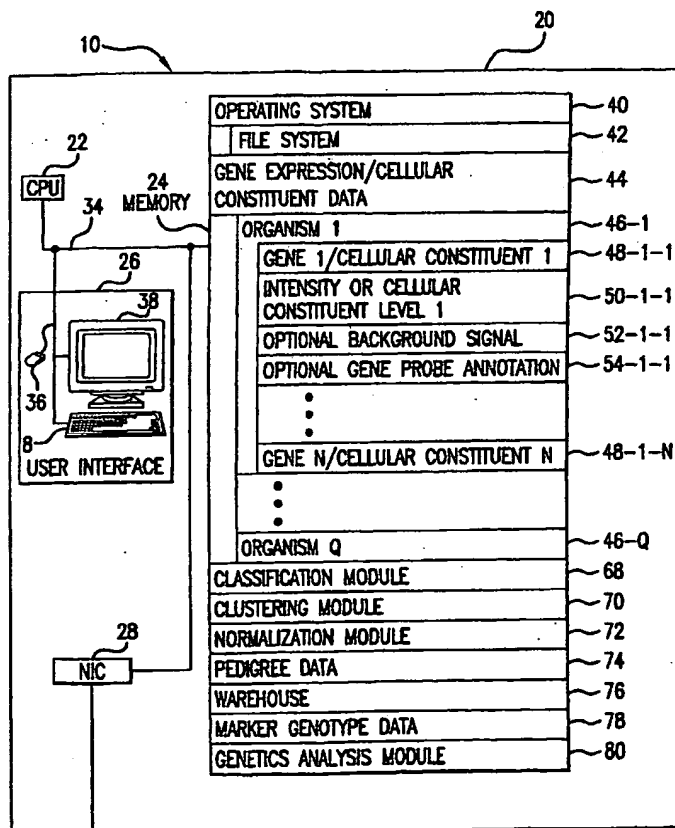 10
20
OPERATING SYSTEM
40
FILE SYSTEM
42
22
CPU
GENE EXPRESSION/CELLULAR
CONSTITUENT DATA
44
24
MEMORY
34
ORGANISM 1
46-1
GENE 1/CELLULAR CONSTITUENT 1
48-1-1
INTENSITY OR CELLULAR
CONSTITUENT LEVEL 1
50-1-1
OPTIONAL BACKGROUND SIGNAL
52-1-1
OPTIONAL GENE PROBE ANNOTATION
54-1-1
26
38
36
8
USER INTERFACE
GENE N/CELLULAR CONSTITUENT N
48-1-N
ORGANISM Q
46-Q
CLASSIFICATION MODULE
68
CLUSTERING MODULE
70
NORMALIZATION MODULE
72
28
NIC
PEDIGREE DATA
74
WAREHOUSE
76
MARKER GENOTYPE DATA
78
GENETICS ANALYSIS MODULE
80